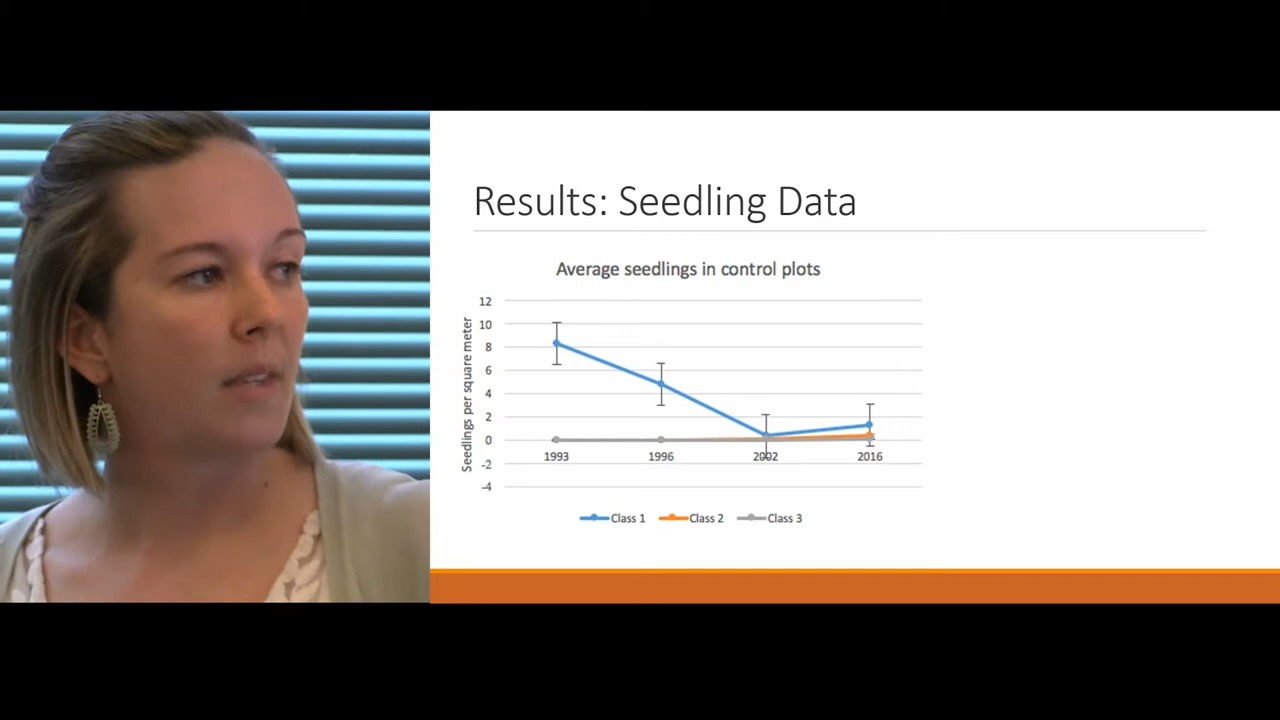 Results: Seedling Data
Average seedlings in control plots
Seedlings per square meter
12
10
8
6
4
2
0
-2
-4
1993 1996 2002 2016
Class 1 Class 2 Class 3